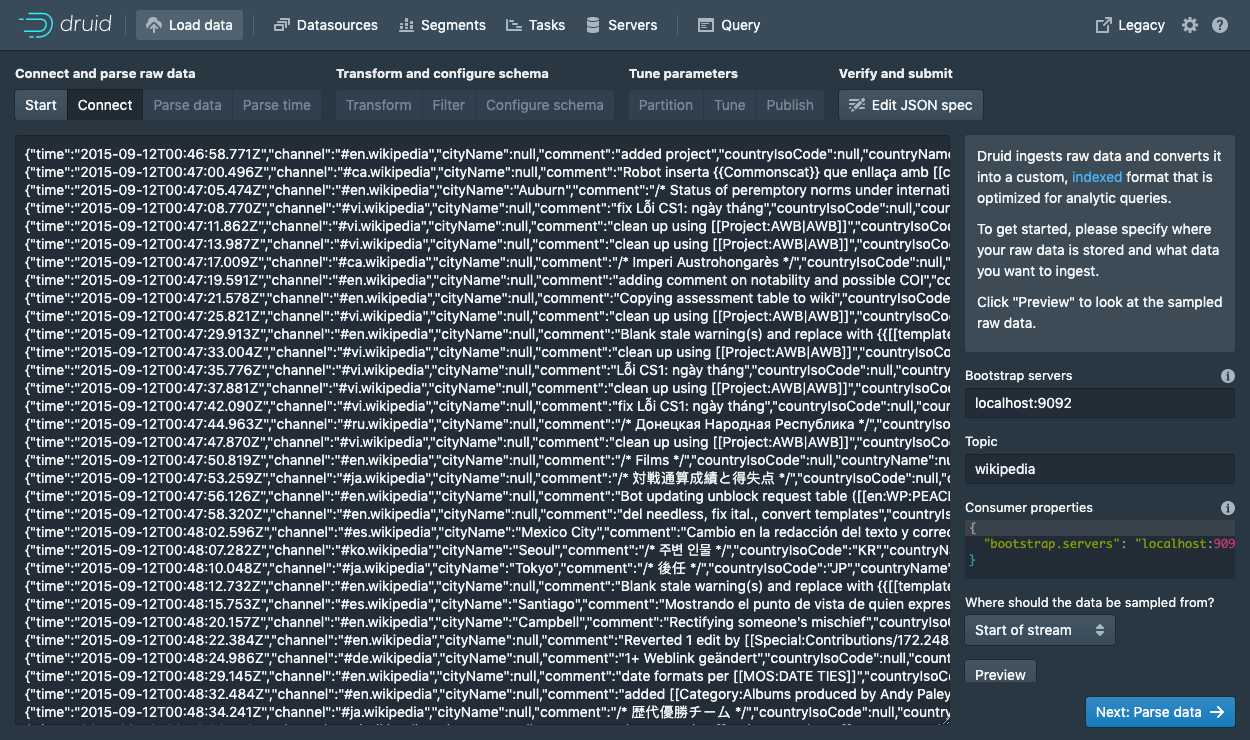 druid Load data Datasources Segments Tasks Servers Query Legacy
Connect and parse raw data Transform and configure schema Tune parameters Verify and submit
Start Connect Parse data Parse time Transform Filter Configure schema Partition Tune Publish Edit JSON spec
{"time":"2015-09-12T00:46:58.771Z","channel":"#en.wikipedia","cityName":null,"comment":"added project","countryIsoCode":null,"countryName
{"time":"2015-09-12T00:47:00.496Z","channel":"#ca.wikipedia","cityName":null,"comment":"Robot inserta {{Commonscat}} que enllaça amb [[c
{"time":"2015-09-12T00:47:05.474Z","channel":"#en.wikipedia","cityName":"Auburn","comment":"/* Status of peremptory norms under internati
{"time":"2015-09-12T00:47:08.770Z","channel":"#vi.wikipedia","cityName":null,"comment":"fix Lỗi CS1: ngày tháng","countryIsoCode":null,"coun
{"time":"2015-09-12T00:47:11.862Z","channel":"#vi.wikipedia","cityName":null,"comment":"clean up using [[Project:AWB|AWB]]","countryIsoCod
{"time":"2015-09-12T00:47:13.987Z","channel":"#vi.wikipedia","cityName":null,"comment":"clean up using [[Project:AWB|AWB]]","countryIsoCo
{"time":"2015-09-12T00:47:17.009Z","channel":"#ca.wikipedia","cityName":null,"comment":"/* Imperi Austrohongarès */","countryIsoCode":null,"
{"time":"2015-09-12T00:47:19.591Z","channel":"#en.wikipedia","cityName":null,"comment":"adding comment on notability and possible COI","co
{"time":"2015-09-12T00:47:21.578Z","channel":"#en.wikipedia","cityName":null,"comment":"Copying assessment table to wiki","countryIsoCode
{"time":"2015-09-12T00:47:25.821Z","channel":"#vi.wikipedia","cityName":null,"comment":"clean up using [[Project:AWB|AWB]]","countryIsoCo
{"time":"2015-09-12T00:47:29.913Z","channel":"#en.wikipedia","cityName":null,"comment":"Blank stale warning(s) and replace with {{[[template
{"time":"2015-09-12T00:47:33.004Z","channel":"#vi.wikipedia","cityName":null,"comment":"clean up using [[Project:AWB|AWB]]","countryIsoCo
{"time":"2015-09-12T00:47:35.776Z","channel":"#vi.wikipedia","cityName":null,"comment":"Lỗi CS1: ngày tháng","countryIsoCode":null,"country
{"time":"2015-09-12T00:47:37.881Z","channel":"#vi.wikipedia","cityName":null,"comment":"clean up using [[Project:AWB|AWB]]","countryIsoCo
{"time":"2015-09-12T00:47:42.090Z","channel":"#vi.wikipedia","cityName":null,"comment":"fix Lỗi CS1: ngày tháng","countryIsoCode":null,"cou
{"time":"2015-09-12T00:47:44.963Z","channel":"#ru.wikipedia","cityName":null,"comment":"/* Донецкая Народная Республика */","countryIso
{"time":"2015-09-12T00:47:47.870Z","channel":"#vi.wikipedia","cityName":null,"comment":"clean up using [[Project:AWB|AWB]]","countryIsoCo
{"time":"2015-09-12T00:47:50.819Z","channel":"#en.wikipedia","cityName":null,"comment":"/* Films */","countryIsoCode":null,"countryName":nu
{"time":"2015-09-12T00:47:53.259Z","channel":"#ja.wikipedia","cityName":null,"comment":"/* 対戦通算成績と得失点 */","countryIsoCode":null,"c
{"time":"2015-09-12T00:47:56.126Z","channel":"#en.wikipedia","cityName":null,"comment":"Bot updating unblock request table ([[en:WP:PEAC
{"time":"2015-09-12T00:47:58.320Z","channel":"#en.wikipedia","cityName":null,"comment":"del needless, fix ital., convert templates","countryIs
{"time":"2015-09-12T00:48:02.596Z","channel":"#es.wikipedia","cityName":"Mexico City","comment":"Cambio en la redacción del texto y correc
{"time":"2015-09-12T00:48:07.282Z","channel":"#ko.wikipedia","cityName":"Seoul","comment":"/* 주변 인물 */","countryIsoCode":"KR","countryNa
{"time":"2015-09-12T00:48:10.048Z","channel":"#ja.wikipedia","cityName":"Tokyo","comment":"/* 後任 */","countryIsoCode":"JP","countryName"
{"time":"2015-09-12T00:48:12.732Z","channel":"#en.wikipedia","cityName":null,"comment":"Blank stale warning(s) and replace with {{[[template
{"time":"2015-09-12T00:48:15.753Z","channel":"#es.wikipedia","cityName":"Santiago","comment":"Mostrando el punto de vista de quien expres
{"time":"2015-09-12T00:48:20.157Z","channel":"#en.wikipedia","cityName":"Campbell","comment":"Rectifying someone's mischief","countryIsoC
{"time":"2015-09-12T00:48:22.384Z","channel":"#en.wikipedia","cityName":null,"comment":"Reverted 1 edit by [[Special:Contributions/172.248.
{"time":"2015-09-12T00:48:24.986Z","channel":"#de.wikipedia","cityName":null,"comment":"1+ Weblink geändert","countryIsoCode":null,"coun
{"time":"2015-09-12T00:48:29.145Z","channel":"#en.wikipedia","cityName":null,"comment":"date formats per [[MOS:DATE TIES]]","countryIsoC
{"time":"2015-09-12T00:48:32.484Z","channel":"#en.wikipedia","cityName":null,"comment":"added [[Category:Albums produced by Andy Paley
{"time":"2015-09-12T00:48:34.241Z","channel":"#ja.wikipedia","cityName":null,"comment":"/* 歴代優勝チーム */","countryIsoCode":null,"country
Druid ingests raw data and converts it
into a custom, indexed format that is
optimized for analytic queries.
To get started, please specify where
your raw data is stored and what data
you want to ingest.
Click "Preview" to look at the sampled
raw data.
Bootstrap servers
localhost:9092
Topic
wikipedia
Consumer properties
{
"bootstrap.servers": "localhost:909
}
Where should the data be sampled from?
Start of stream
Preview
Next: Parse data